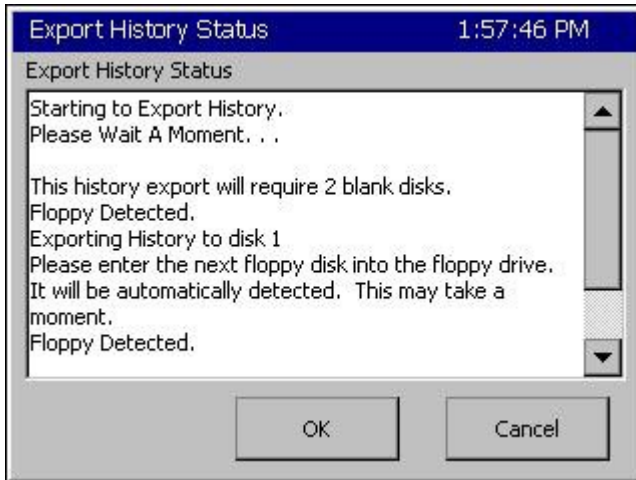 Export History Status 1:57:46 PM
Export History Status
Starting to Export History.
Please Wait A Moment. . .
This history export will require 2 blank disks.
Floppy Detected.
Exporting History to disk 1
Please enter the next floppy disk into the floppy drive.
It will be automatically detected.  This may take a
moment.
Floppy Detected.
OK Cancel